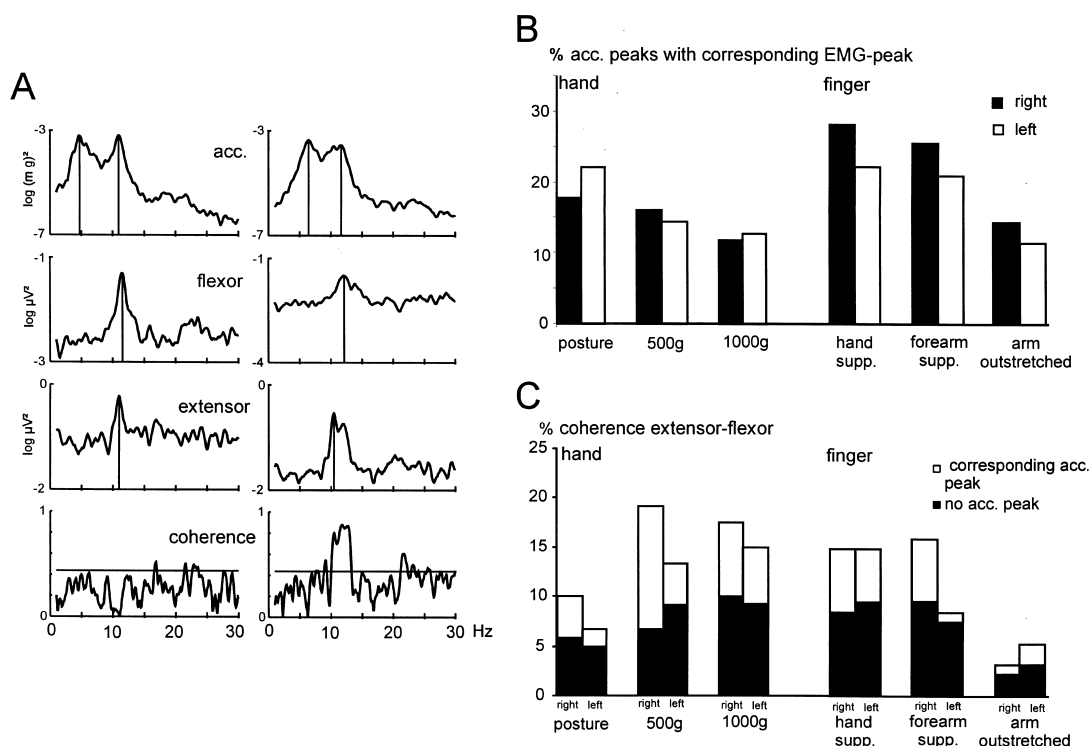 A
-3
acc.
log (m g)²
-7
-3
-7
-1
flexor
log µV²
-3
-1
-4
0
extensor
log µV²
-2
0
-2
1
coherence
0
0 10 20 30
1
0
0 10 20 30 Hz
B
% acc. peaks with corresponding EMG-peak
hand finger
right
left
30
20
10
0
posture 500g 1000g hand supp. forearm supp. arm outstretched
C
% coherence extensor-flexor
hand finger
corresponding acc.
peak
no acc. peak
25
20
15
10
5
0
right left right left right left right left right left right left
posture 500g 1000g hand supp. forearm supp. arm outstretched